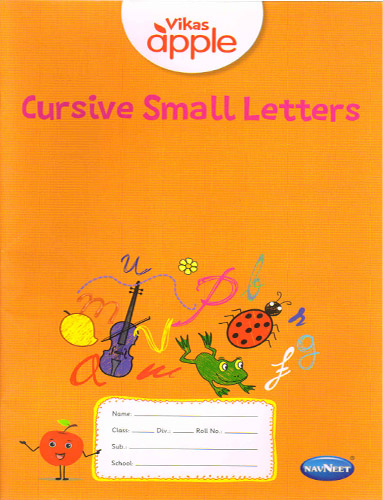 Vikas
apple
Cursive Small Letters
u
b
m
p
v
g
a
m
Name:
Class: Div.: Roll No.:
Sub.:
School:
NAVNEET